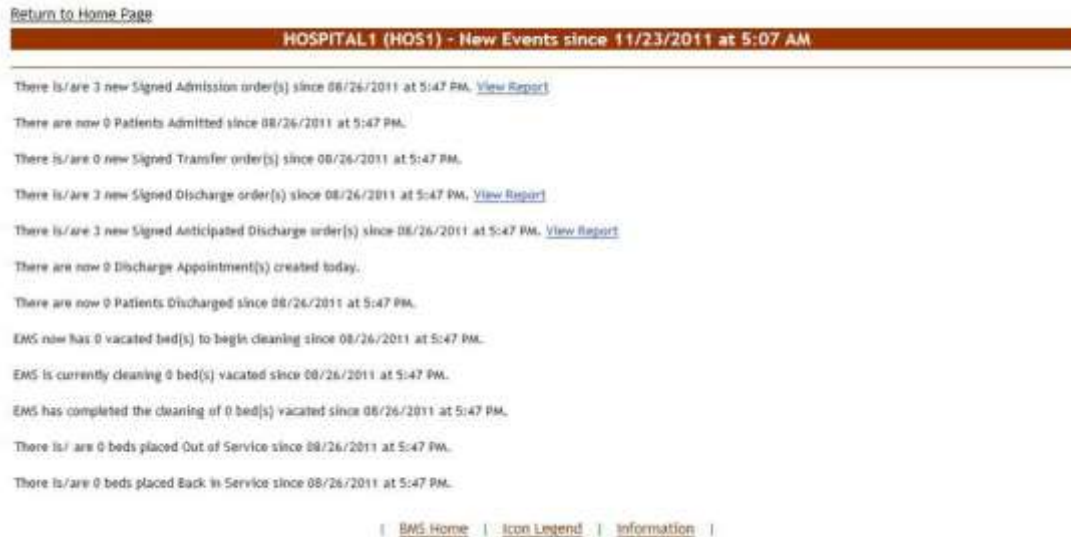 Return to Home Page
HOSPITAL1 (HOS1) - New Events since 11/23/2011 at 5:07 AM
There is/are 3 new Signed Admission order(s) since 08/26/2011 at 5:47 PM. View Report
There are now 0 Patients Admitted since 08/26/2011 at 5:47 PM.
There is/are 0 new Signed Transfer order(s) since 08/26/2011 at 5:47 PM.
There is/are 3 new Signed Discharge order(s) since 08/26/2011 at 5:47 PM. View Report
There is/are 3 new Signed Anticipated Discharge order(s) since 08/26/2011 at 5:47 PM. View Report
There are now 0 Discharge Appointment(s) created today.
There are now 0 Patients Discharged since 08/26/2011 at 5:47 PM.
EMS now has 0 vacated bed(s) to begin cleaning since 08/26/2011 at 5:47 PM.
EMS is currently cleaning 0 bed(s) vacated since 08/26/2011 at 5:47 PM.
EMS has completed the cleaning of 0 bed(s) vacated since 08/26/2011 at 5:47 PM.
There is/ are 0 beds placed Out of Service since 08/26/2011 at 5:47 PM.
There is/are 0 beds placed Back in Service since 08/26/2011 at 5:47 PM.
| BMS Home | Icon Legend | Information |